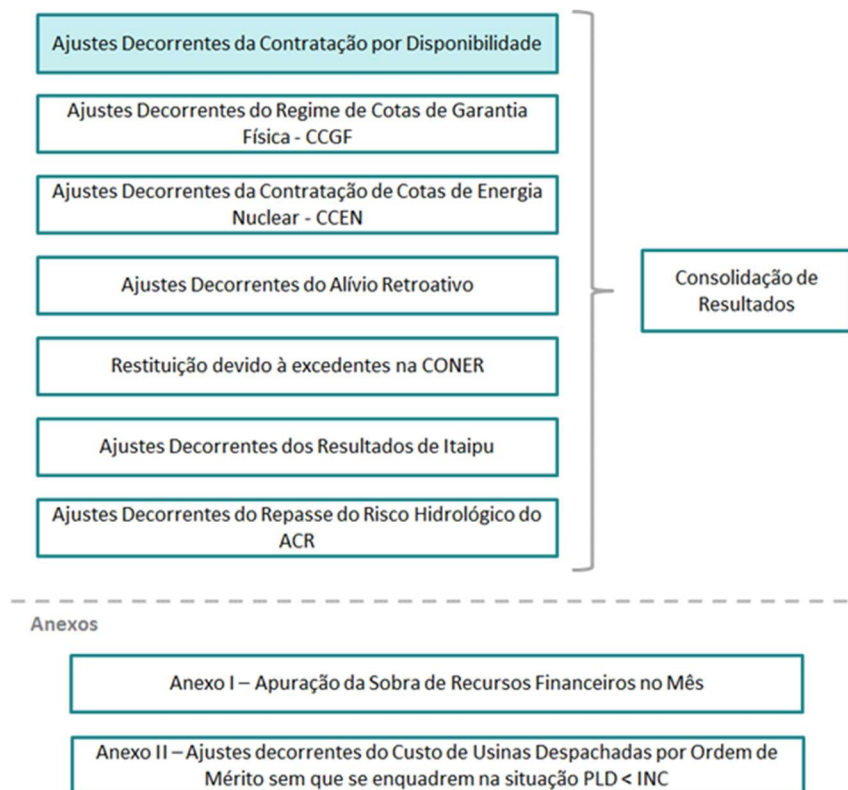 Ajustes Decorrentes da Contratação por Disponibilidade
Ajustes Decorrentes do Regime de Cotas de Garantia
Física - CCGF
Ajustes Decorrentes da Contratação de Cotas de Energia
Nuclear - CCEN
Ajustes Decorrentes do Alívio Retroativo
Restituição devido à excedentes na CONER
Ajustes Decorrentes dos Resultados de Itaipu
Ajustes Decorrentes do Repasse do Risco Hidrológico do
ACR
Consolidação de
Resultados
Anexos
Anexo I – Apuração da Sobra de Recursos Financeiros no Mês
Anexo II – Ajustes decorrentes do Custo de Usinas Despachadas por Ordem de
Mérito sem que se enquadrem na situação PLD < INC